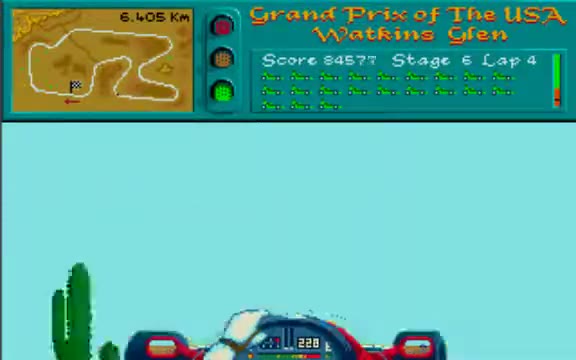 6.405 Km
Grand Prix of The USA
Watkins Glen
Score 84577 Stage 6 Lap 4
228